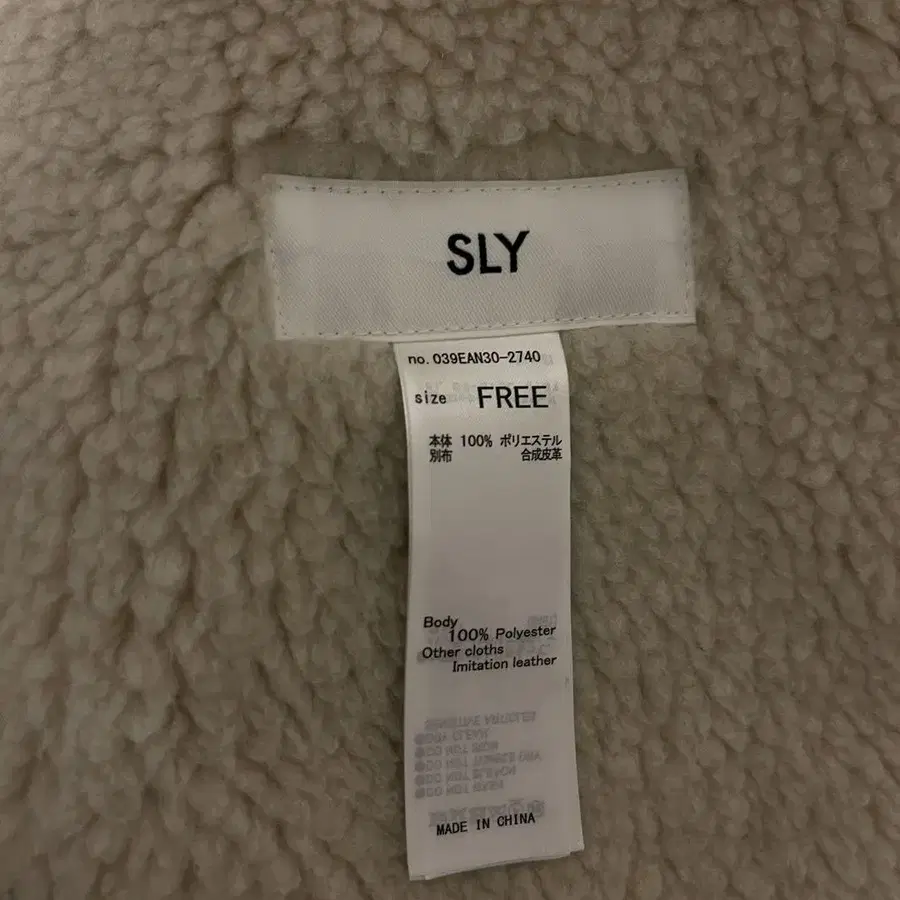 SLY
no. 039EAN30-2740
size FREE
本体 100% ポリエステル
別布 合成皮革
Body
100% Polyester
Other cloths
Imitation leather
MADE IN CHINA